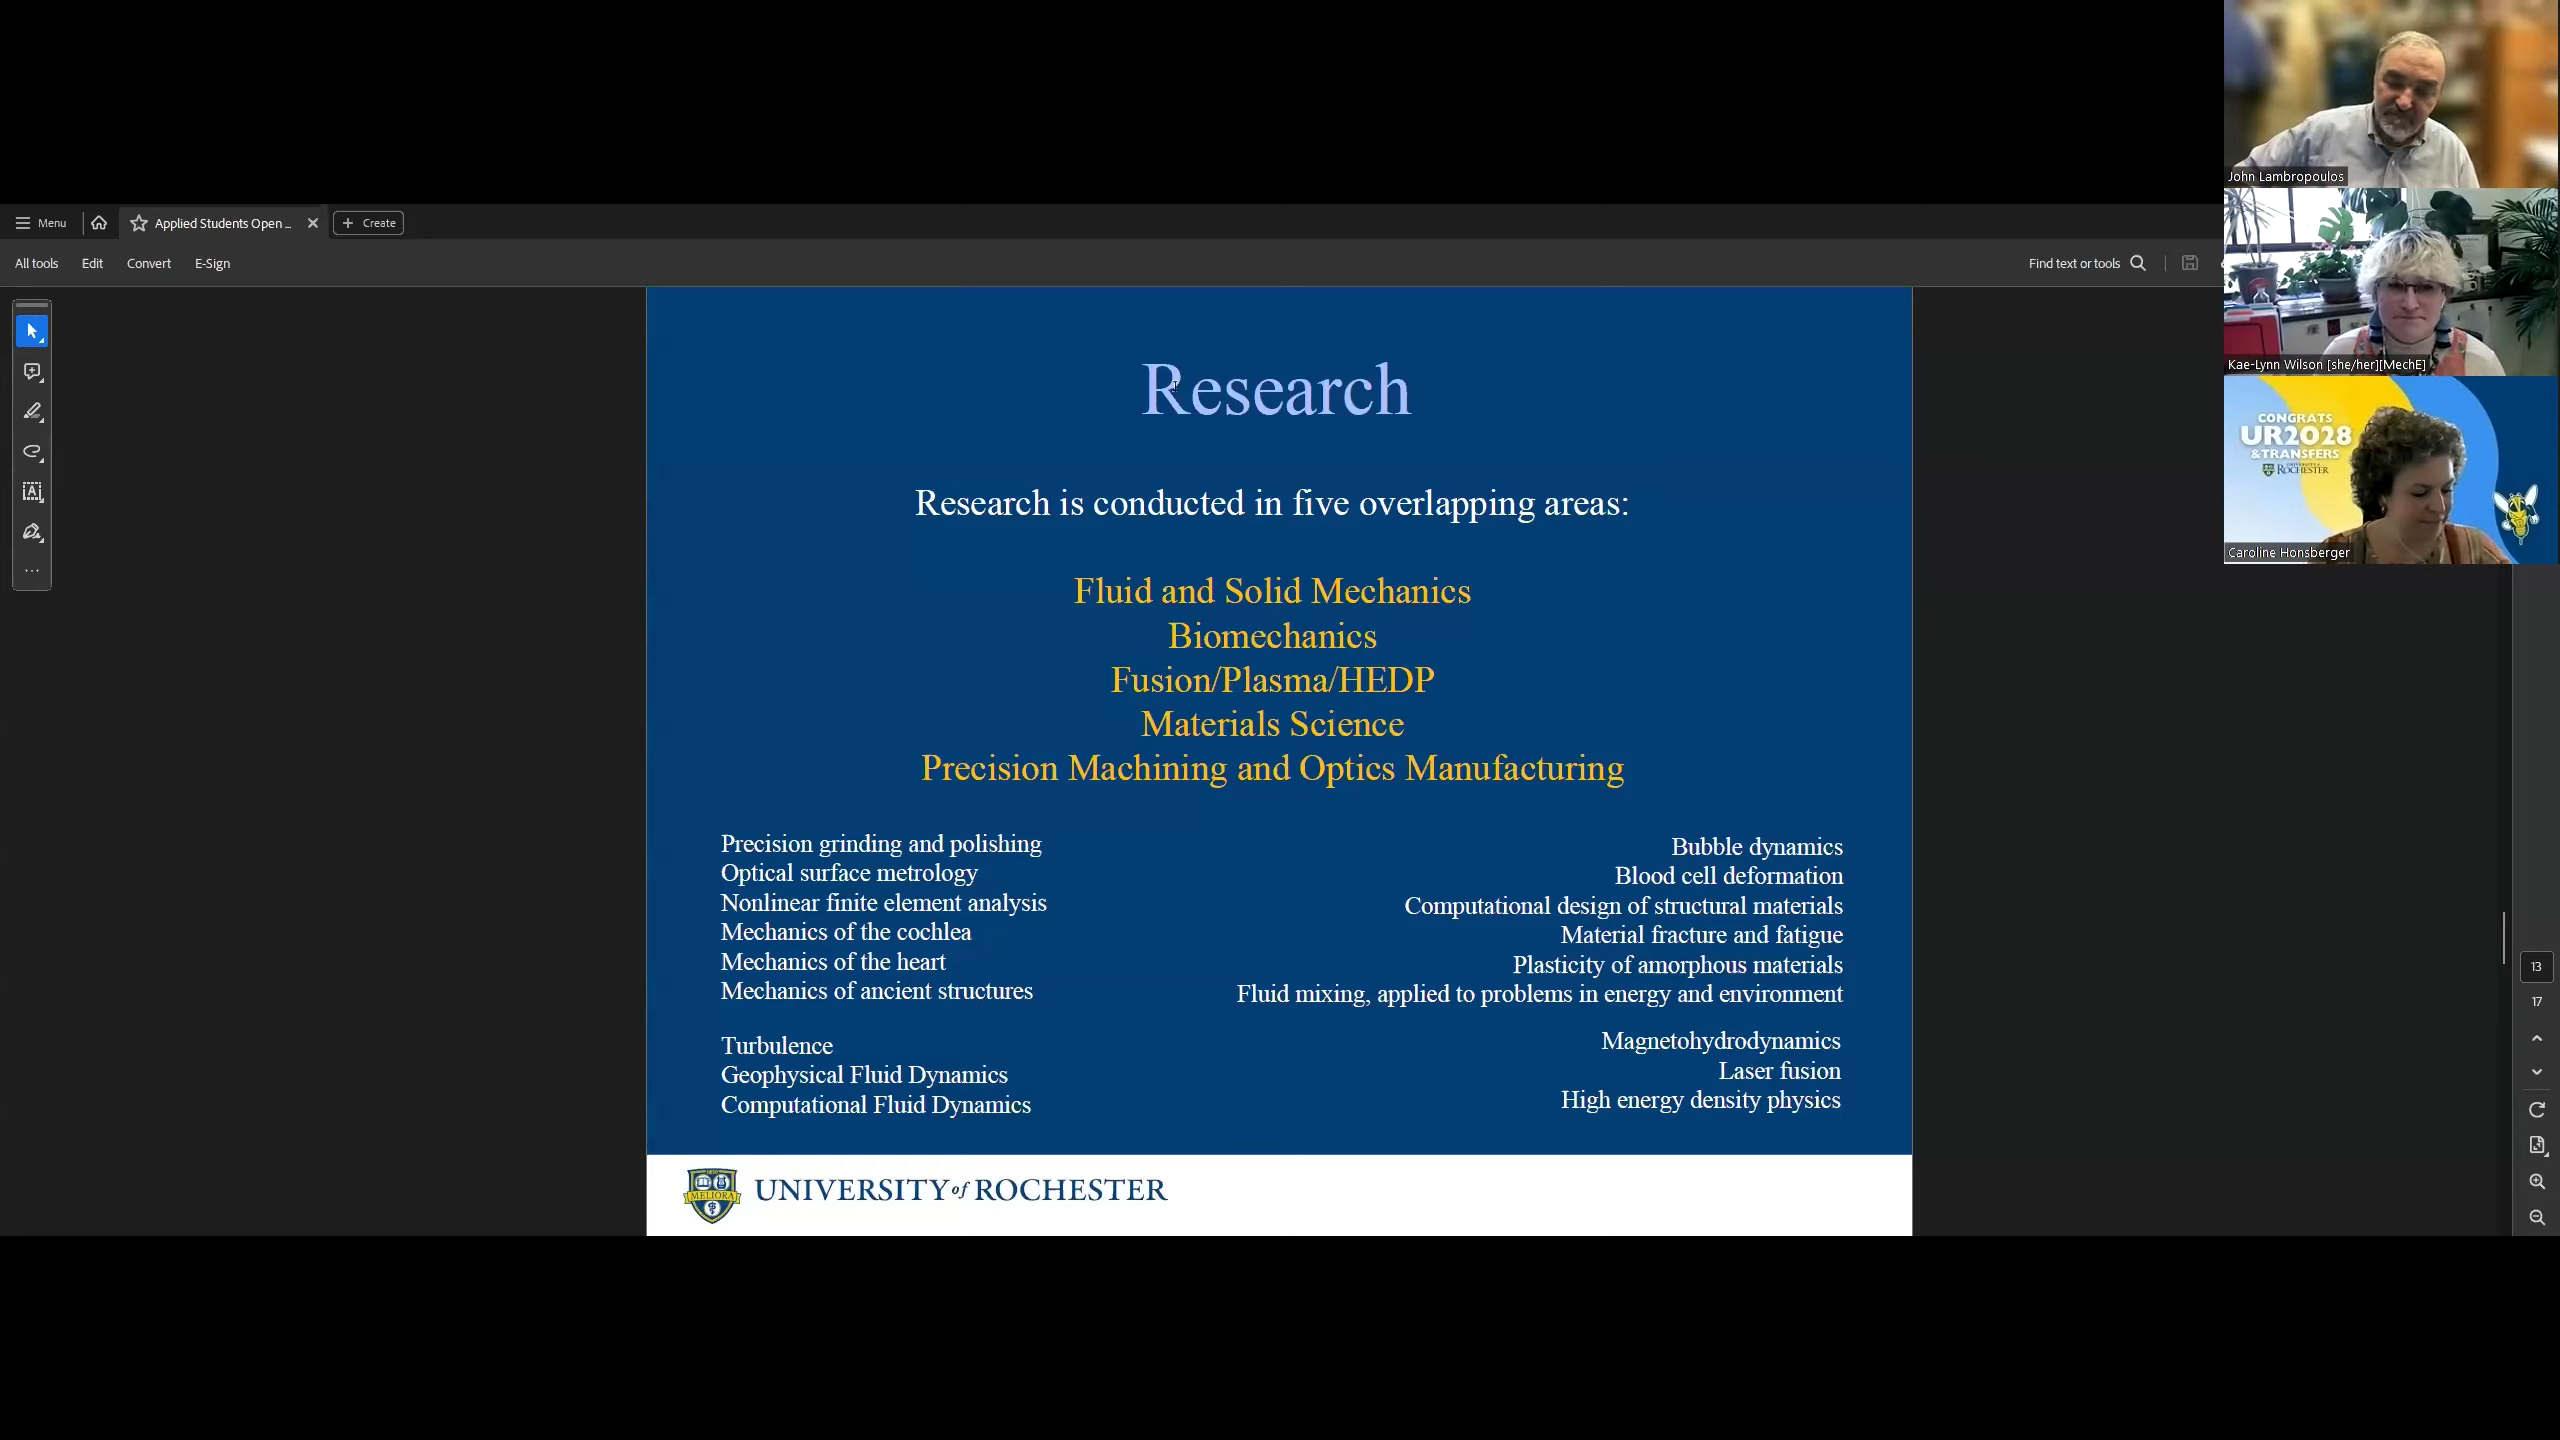 John Lambropoulos
Menu
Applied Students Open ...
Create
All tools
Edit
Convert
E-Sign
Find text or tools
Kae-Lynn Wilson [she/her][MechE]
CONGRATS
UR2028
&TRANSFERS
UNIVERSITY of
ROCHESTER
Caroline Honsberger
Research
Research is conducted in five overlapping areas:
Fluid and Solid Mechanics
Biomechanics
Fusion/Plasma/HEDP
Materials Science
Precision Machining and Optics Manufacturing
Precision grinding and polishing
Optical surface metrology
Nonlinear finite element analysis
Mechanics of the cochlea
Mechanics of the heart
Mechanics of ancient structures
Turbulence
Geophysical Fluid Dynamics
Computational Fluid Dynamics
Bubble dynamics
Blood cell deformation
Computational design of structural materials
Material fracture and fatigue
Plasticity of amorphous materials
Fluid mixing, applied to problems in energy and environment
Magnetohydrodynamics
Laser fusion
High energy density physics
MELIORA
UNIVERSITY of ROCHESTER
13
17